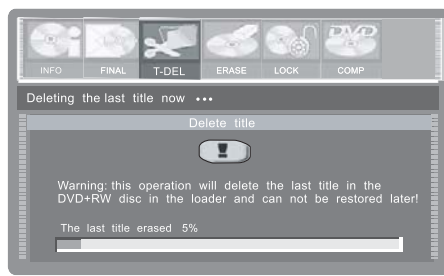 INFO FINAL T-DEL ERASE LOCK COMP
Deleting the last title now •••
Delete title
Warning: this operation will delete the last title in the
DVD+RW disc in the loader and can not be restored later!
The last title erased 5%